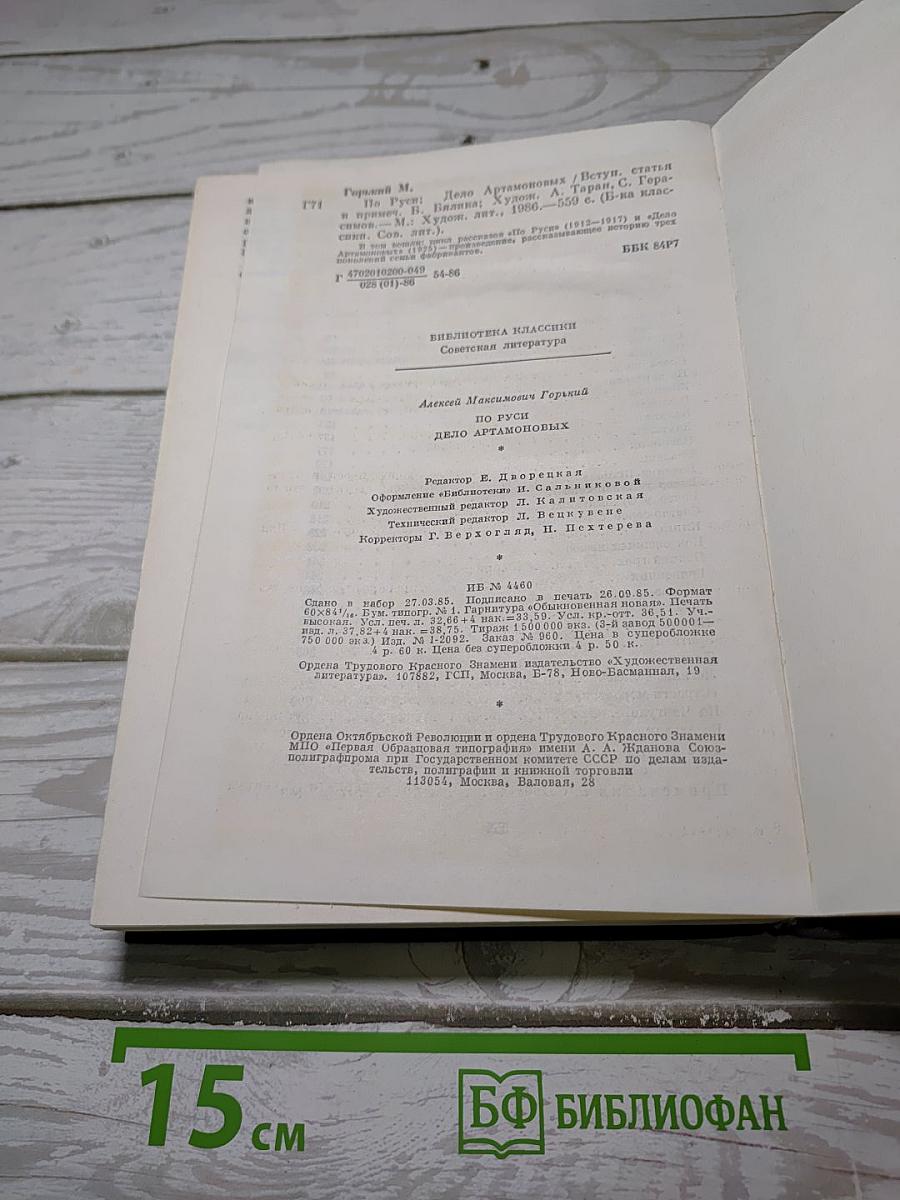 Горький М.
Г71 По Руси; Дело Артамоновых / Вступ. статья
и примеч. Б. Бялика; Худож. А. Таран, С. Гера-
симов.— М.: Худож. лит., 1986.— 559 с. (Б-ка клас-
сики. Сов. лит.).
В том вошли: цикл рассказов «По Руси» (1912—1917) и «Дело
Артамоновых» (1925) — произведение, рассказывающее историю трех
поколений семьи фабрикантов.
Г 4702010200-049 54-86 ББК 84Р7
028 (01)-86
БИБЛИОТЕКА КЛАССИКИ
Советская литература
Алексей Максимович Горький
ПО РУСИ
ДЕЛО АРТАМОНОВЫХ
*
Редактор Е. Дворецкая
Оформление «Библиотеки» И. Сальниковой
Художественный редактор Л. Калитовская
Технический редактор Л. Вецкувене
Корректоры Г. Верхогляд, Н. Пехтерева
*
ИБ № 4460
Сдано в набор 27.03.85. Подписано в печать 26.09.85. Формат
60×84¹/₁₆. Бум. типогр. № 1. Гарнитура «Обыкновенная новая». Печать
высокая. Усл. печ. л. 32,66+4 нак.=33,59. Усл. кр.-отт. 36,51. Уч.-
изд. л. 37,82+4 нак. =38,75. Тираж 1 500 000 экз. (3-й завод 500001—
750 000 экз.) Изд. № 1-2092. Заказ № 960. Цена в суперобложке
4 р. 60 к. Цена без суперобложки 4 р. 50 к.
Ордена Трудового Красного Знамени издательство «Художественная
литература». 107882, ГСП, Москва, Б-78, Ново-Басманная, 19
*
Ордена Октябрьской Революции и ордена Трудового Красного Знамени
МПО «Первая Образцовая типография» имени А. А. Жданова Союз-
полиграфпрома при Государственном комитете СССР по делам изда-
тельств, полиграфии и книжной торговли
113054, Москва, Валовая, 28
15 см
БФ БИБЛИОФАН